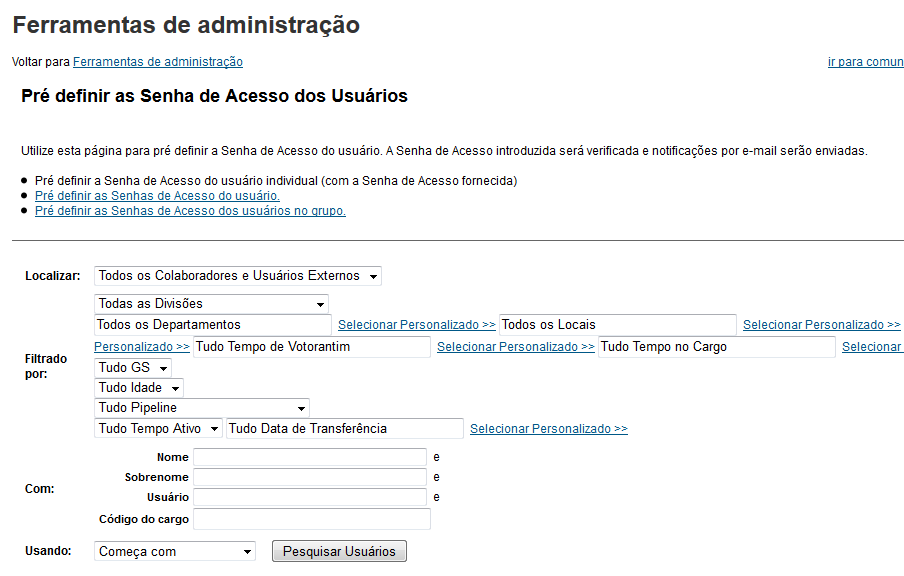 Ferramentas de administração
Voltar para Ferramentas de administração ir para comun
Pré definir as Senha de Acesso dos Usuários
Utilize esta página para pré definir a Senha de Acesso do usuário. A Senha de Acesso introduzida será verificada e notificações por e-mail serão enviadas.
Pré definir a Senha de Acesso do usuário individual (com a Senha de Acesso fornecida)
Pré definir as Senhas de Acesso do usuário.
Pré definir as Senhas de Acesso dos usuários no grupo.
Localizar: Todos os Colaboradores e Usuários Externos
Todas as Divisões
Todos os Departamentos Selecionar Personalizado >> Todos os Locais Selecionar Personalizado >>
Personalizado >> Tudo Tempo de Votorantim Selecionar Personalizado >> Tudo Tempo no Cargo Selecionar
Filtrado por:
Tudo GS
Tudo Idade
Tudo Pipeline
Tudo Tempo Ativo Tudo Data de Transferência Selecionar Personalizado >>
Com:
Nome e
Sobrenome e
Usuário e
Código do cargo
Usando: Começa com Pesquisar Usuários